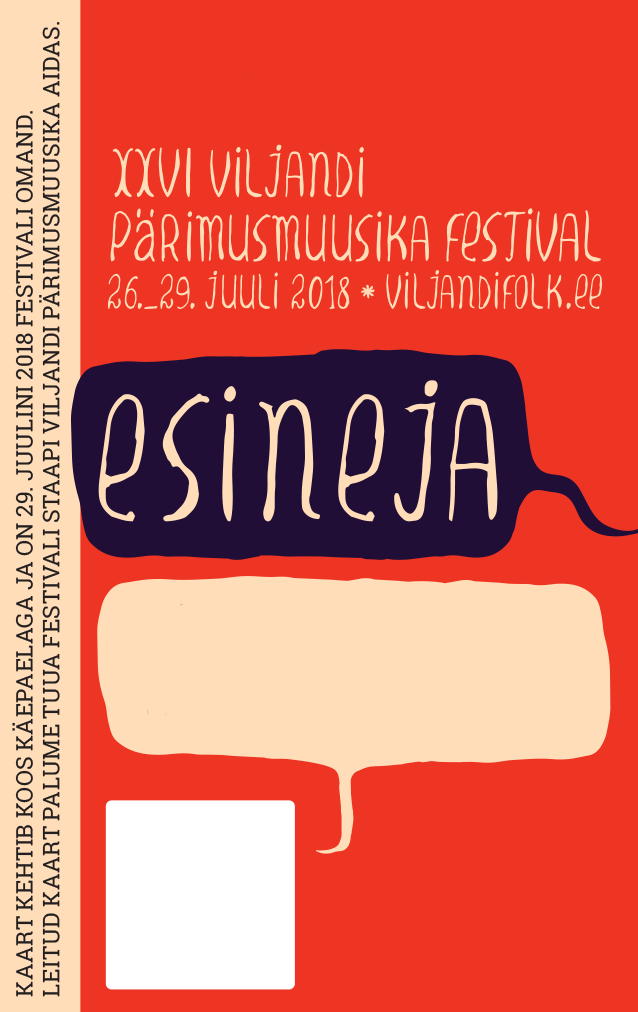 XXVI VILJANDI
PÄRIMUSMUUSIKA FESTIVAL
26._29. JUULI 2018 * VILJANDIFOLK.ee
esineja
KAART KEHTIB KOOS KÄEPAELAGA JA ON 29. JUULINI 2018 FESTIVALI OMAND.
LEITUD KAART PALUME TUUA FESTIVALI STAAPI VILJANDI PÄRIMUSMUUSIKA AIDAS.